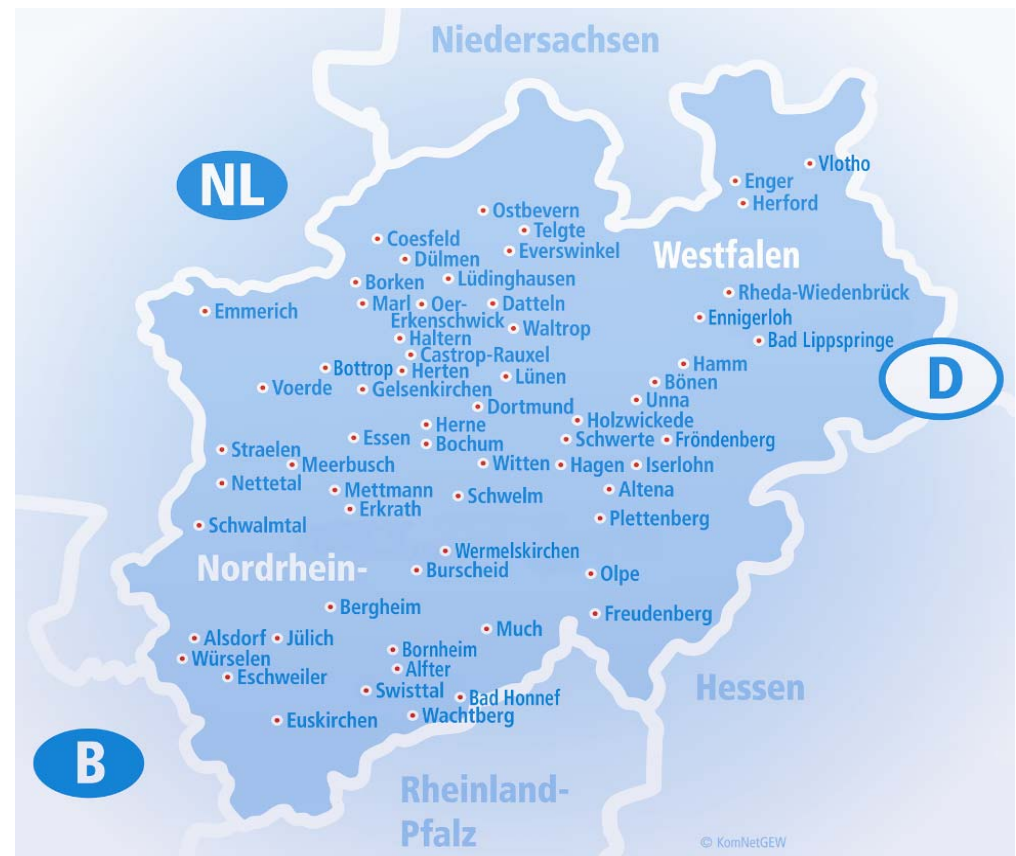 Niedersachsen
NL
Vlotho
Enger
Herford
Ostbevern
Telgte
Coesfeld
Everswinkel
Westfalen
Dülmen
Lüdinghausen
Borken
Rheda-Wiedenbrück
Marl
Oer-
Erkenschwick
Datteln
Emmerich
Ennigerloh
Waltrop
Haltern
Bad Lippspringe
Castrop-Rauxel
Hamm
Bottrop
Herten
Lünen
Bönen
D
Voerde
Gelsenkirchen
Unna
Dortmund
Holzwickede
Herne
Essen
Bochum
Schwerte
Fröndenberg
Straelen
Meerbusch
Witten
Hagen
Iserlohn
Nettetal
Mettmann
Schwelm
Altena
Erkrath
Plettenberg
Schwalmtal
Wermelskirchen
Nordrhein-
Burscheid
Olpe
Bergheim
Freudenberg
Much
Alsdorf
Jülich
Bornheim
Würselen
Alfter
Eschweiler
Swisttal
Bad Honnef
Hessen
Euskirchen
Wachtberg
B
Rheinland-
Pfalz
© KomNetGEW